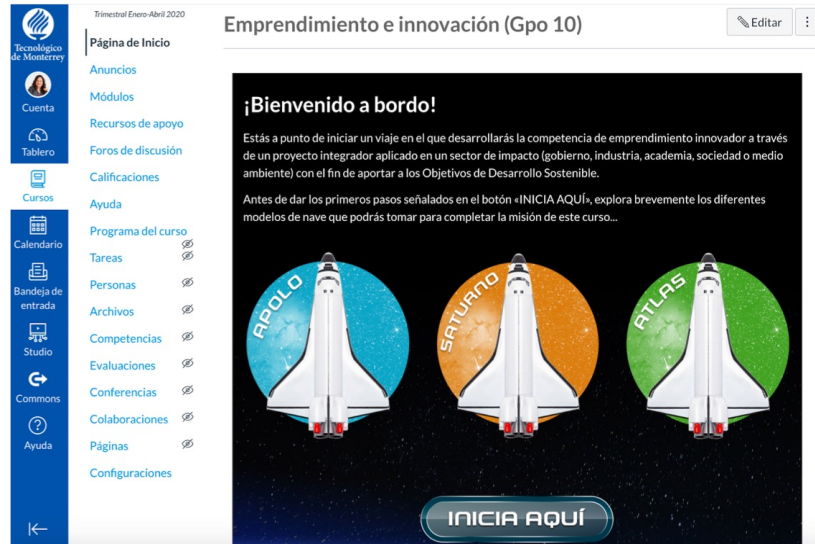 Tecnológico
de Monterrey
Cuenta
Tablero
Cursos
Calendario
Bandeja de
entrada
Studio
Commons
Ayuda
Trimestral Enero-Abril 2020
Página de Inicio
Anuncios
Módulos
Recursos de apoyo
Foros de discusión
Calificaciones
Ayuda
Programa del curso
Tareas
Personas
Archivos
Competencias
Evaluaciones
Conferencias
Colaboraciones
Páginas
Configuraciones
Emprendimiento e innovación (Gpo 10)
Editar
¡Bienvenido a bordo!
Estás a punto de iniciar un viaje en el que desarrollarás la competencia de emprendimiento innovador a través
de un proyecto integrador aplicado en un sector de impacto (gobierno, industria, academia, sociedad o medio
ambiente) con el fin de aportar a los Objetivos de Desarrollo Sostenible.
Antes de dar los primeros pasos señalados en el botón «INICIA AQUÍ», explora brevemente los diferentes
modelos de nave que podrás tomar para completar la misión de este curso...
APOLO
SATURNO
ATLAS
INICIA AQUÍ